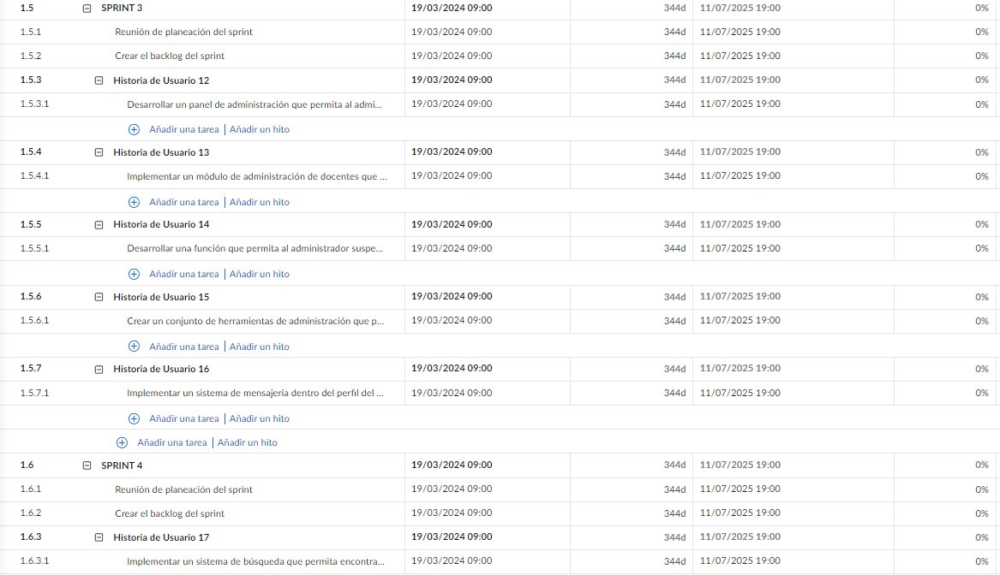 1.5 SPRINT 3 19/03/2024 09:00 344d 11/07/2025 19:00 0%
1.5.1 Reunión de planeación del sprint 19/03/2024 09:00 344d 11/07/2025 19:00 0%
1.5.2 Crear el backlog del sprint 19/03/2024 09:00 344d 11/07/2025 19:00 0%
1.5.3 Historia de Usuario 12 19/03/2024 09:00 344d 11/07/2025 19:00 0%
1.5.3.1 Desarrollar un panel de administración que permita al admi... 19/03/2024 09:00 344d 11/07/2025 19:00 0%
Añadir una tarea | Añadir un hito
1.5.4 Historia de Usuario 13 19/03/2024 09:00 344d 11/07/2025 19:00 0%
1.5.4.1 Implementar un módulo de administración de docentes que ... 19/03/2024 09:00 344d 11/07/2025 19:00 0%
Añadir una tarea | Añadir un hito
1.5.5 Historia de Usuario 14 19/03/2024 09:00 344d 11/07/2025 19:00 0%
1.5.5.1 Desarrollar una función que permita al administrador suspe... 19/03/2024 09:00 344d 11/07/2025 19:00 0%
Añadir una tarea | Añadir un hito
1.5.6 Historia de Usuario 15 19/03/2024 09:00 344d 11/07/2025 19:00 0%
1.5.6.1 Crear un conjunto de herramientas de administración que p... 19/03/2024 09:00 344d 11/07/2025 19:00 0%
Añadir una tarea | Añadir un hito
1.5.7 Historia de Usuario 16 19/03/2024 09:00 344d 11/07/2025 19:00 0%
1.5.7.1 Implementar un sistema de mensajería dentro del perfil del ... 19/03/2024 09:00 344d 11/07/2025 19:00 0%
Añadir una tarea | Añadir un hito
Añadir una tarea | Añadir un hito
1.6 SPRINT 4 19/03/2024 09:00 344d 11/07/2025 19:00 0%
1.6.1 Reunión de planeación del sprint 19/03/2024 09:00 344d 11/07/2025 19:00 0%
1.6.2 Crear el backlog del sprint 19/03/2024 09:00 344d 11/07/2025 19:00 0%
1.6.3 Historia de Usuario 17 19/03/2024 09:00 344d 11/07/2025 19:00 0%
1.6.3.1 Implementar un sistema de búsqueda que permita encontra... 19/03/2024 09:00 344d 11/07/2025 19:00 0%